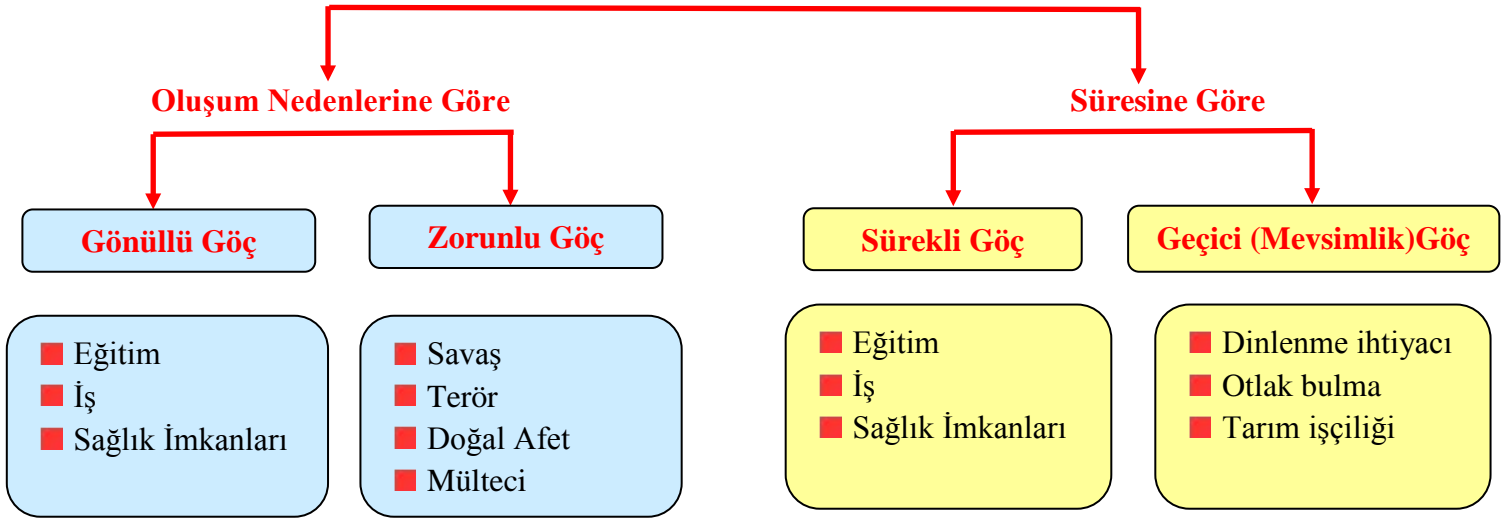 Oluşum Nedenlerine Göre
Süresine Göre
Gönüllü Göç
Zorunlu Göç
Sürekli Göç
Geçici (Mevsimlik)Göç
Eğitim
İş
Sağlık İmkanları
Savaş
Terör
Doğal Afet
Mülteci
Eğitim
İş
Sağlık İmkanları
Dinlenme ihtiyacı
Otlak bulma
Tarım işçiliği